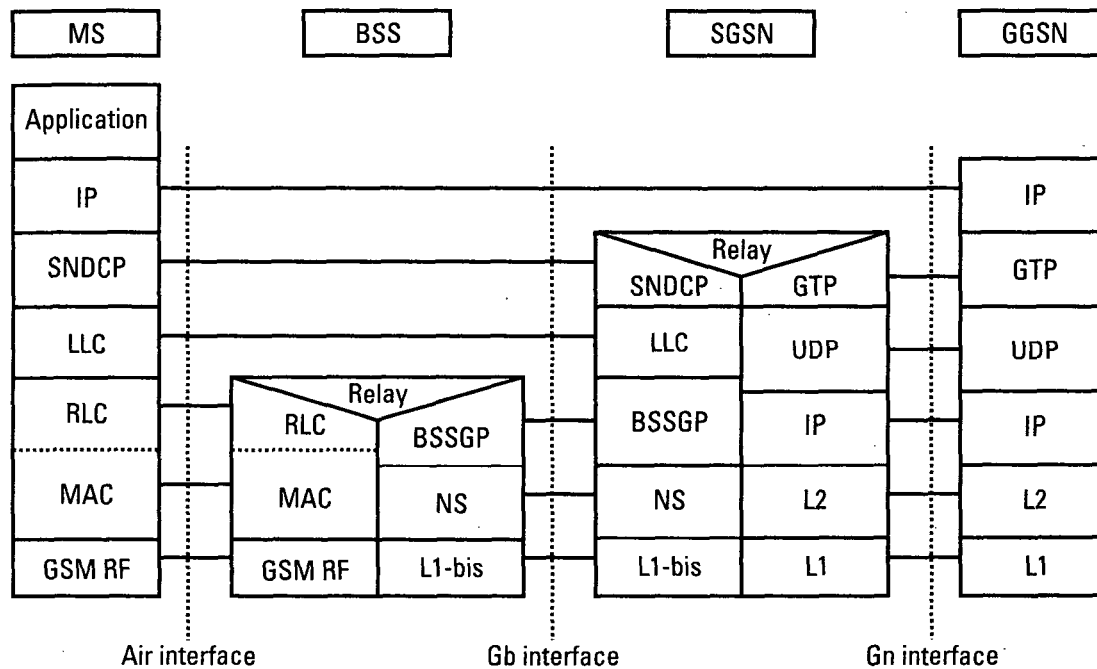 MS
BSS
SGSN
GGSN
Application
IP
IP
Relay
SNDCP
SNDCP
GTP
GTP
LLC
LLC
UDP
UDP
Relay
RLC
RLC
BSSGP
BSSGP
IP
IP
MAC
MAC
NS
NS
L2
L2
GSM RF
GSM RF
L1-bis
L1-bis
L1
L1
Air interface
Gb interface
Gn interface